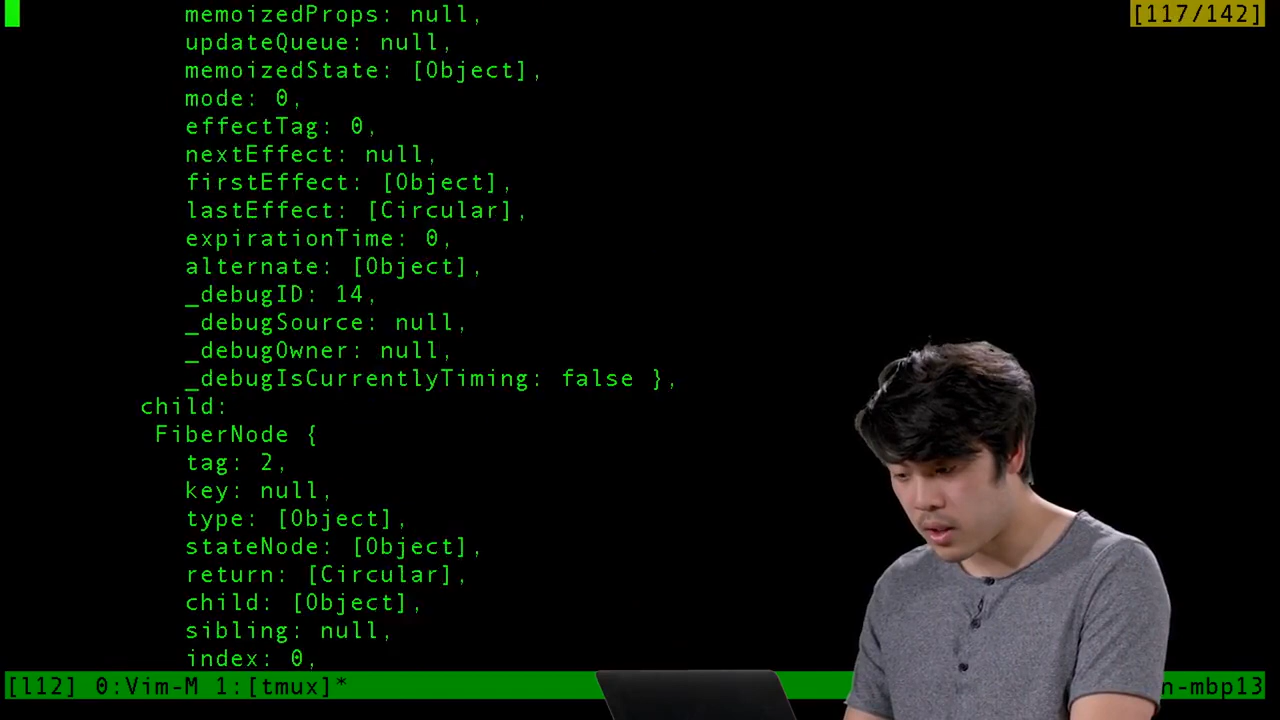 memoizedProps: null,
[117/142]
updateQueue: null,
memoizedState: [Object],
mode: 0,
effectTag: 0,
nextEffect: null,
firstEffect: [Object],
lastEffect: [Circular],
expirationTime: 0,
alternate: [Object],
_debugID: 14,
_debugSource: null,
_debugOwner: null,
_debugIsCurrentlyTiming: false },
child:
FiberNode {
tag: 2,
key: null,
type: [Object],
stateNode: [Object],
return: [Circular],
child: [Object],
sibling: null,
index: 0,
[l12] 0:Vim-M 1:[tmux]*
n-mbp13